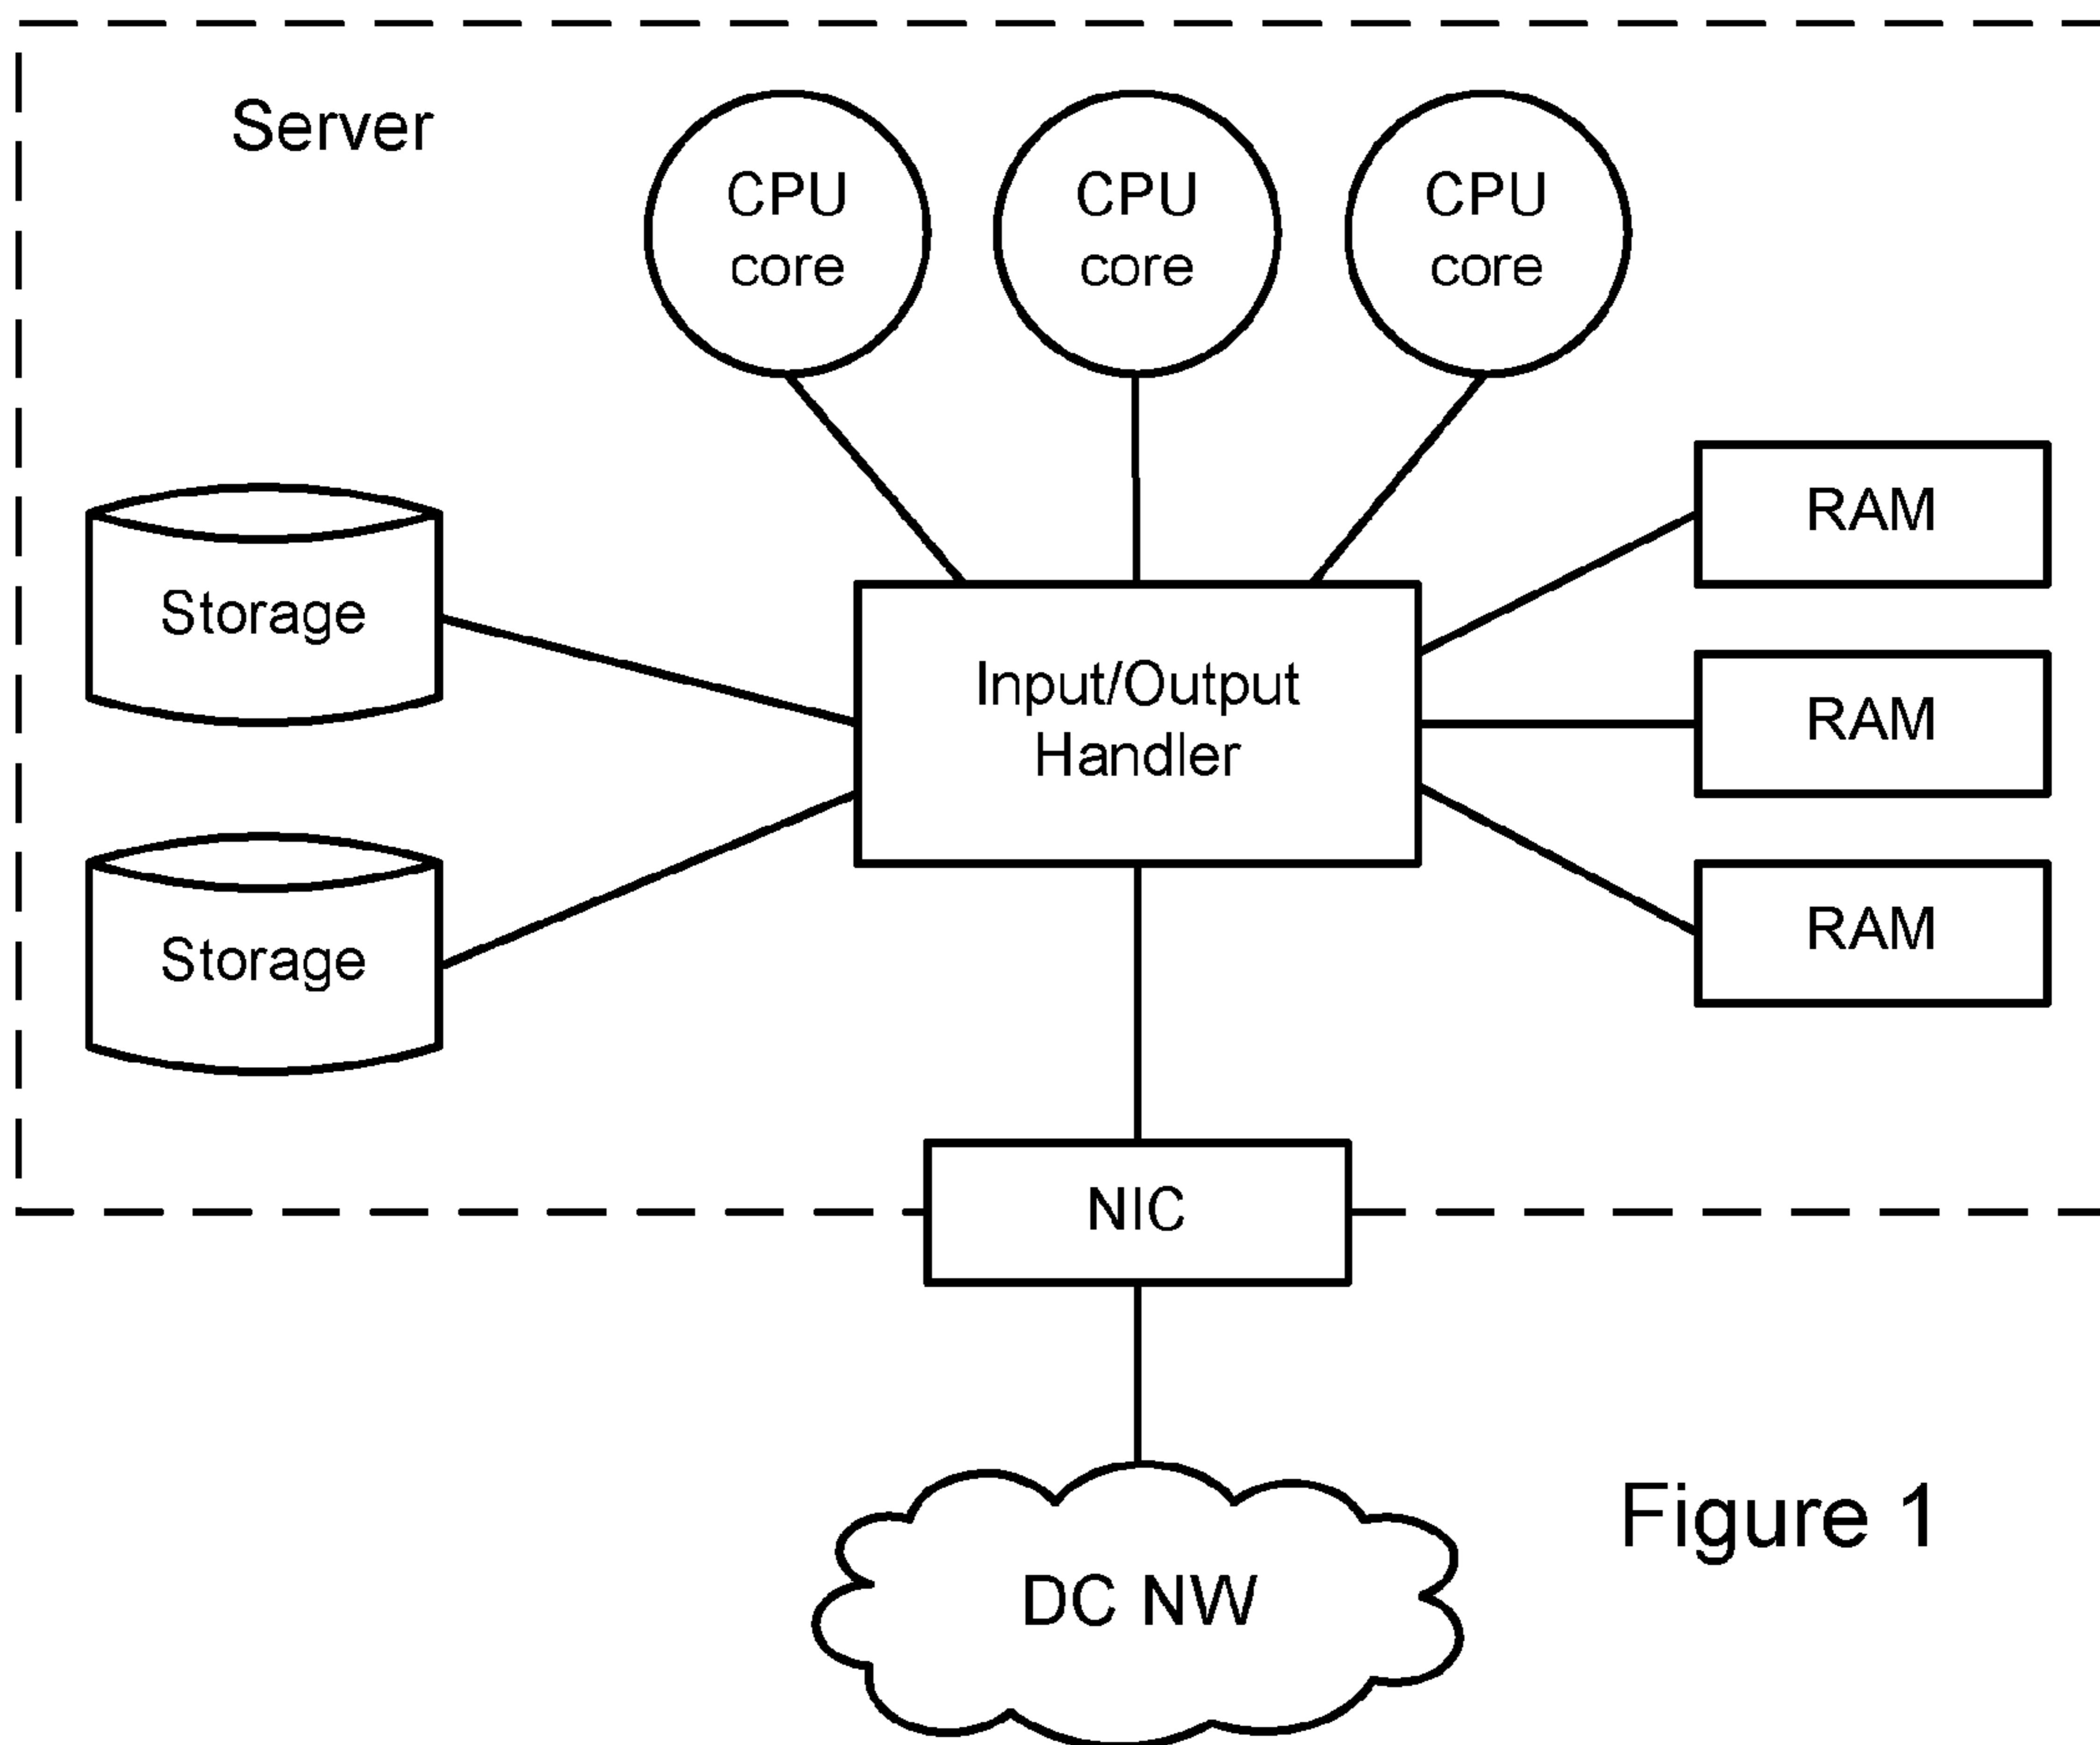 Server
CPU
core
CPU
core
CPU
core
RAM
Storage
Input/Output
Handler
RAM
Storage
RAM
NIC
DC NW
Figure 1